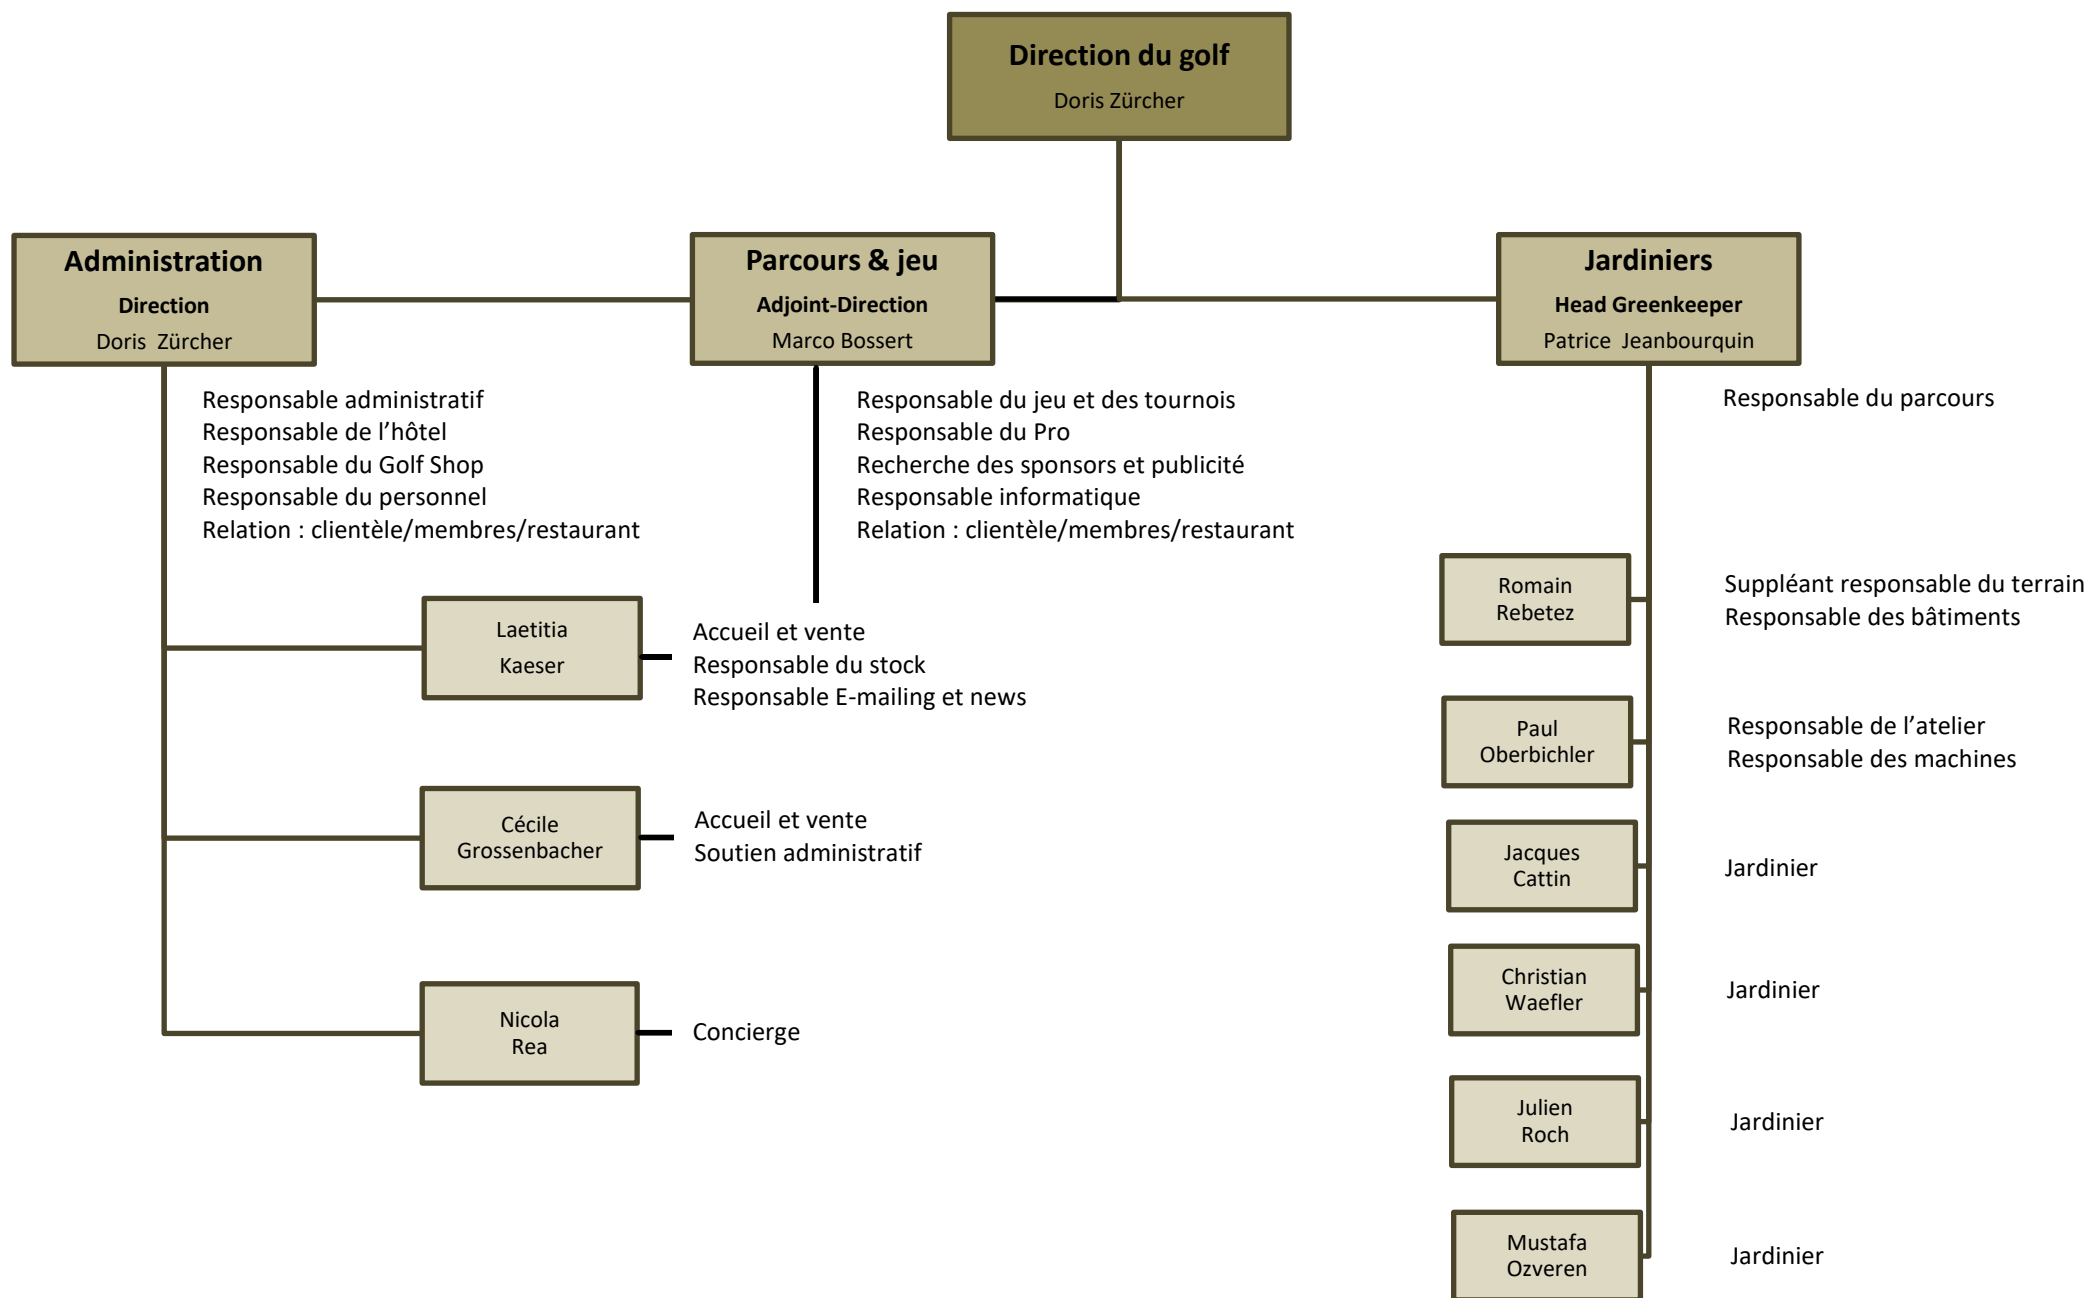 Direction du golf
Doris Zürcher
Administration
Direction
Doris Zürcher
Responsable administratif
Responsable de l’hôtel
Responsable du Golf Shop
Responsable du personnel
Relation : clientèle/membres/restaurant
Laetitia
Kaeser
Accueil et vente
Responsable du stock
Responsable E-mailing et news
Cécile
Grossenbacher
Accueil et vente
Soutien administratif
Nicola
Rea
Concierge
Parcours & jeu
Adjoint-Direction
Marco Bossert
Responsable du jeu et des tournois
Responsable du Pro
Recherche des sponsors et publicité
Responsable informatique
Relation : clientèle/membres/restaurant
Jardiniers
Head Greenkeeper
Patrice Jeanbourquin
Responsable du parcours
Romain
Rebetez
Suppléant responsable du terrain
Responsable des bâtiments
Paul
Oberbichler
Responsable de l’atelier
Responsable des machines
Jacques
Cattin
Jardinier
Christian
Waefler
Jardinier
Julien
Roch
Jardinier
Mustafa
Ozveren
Jardinier